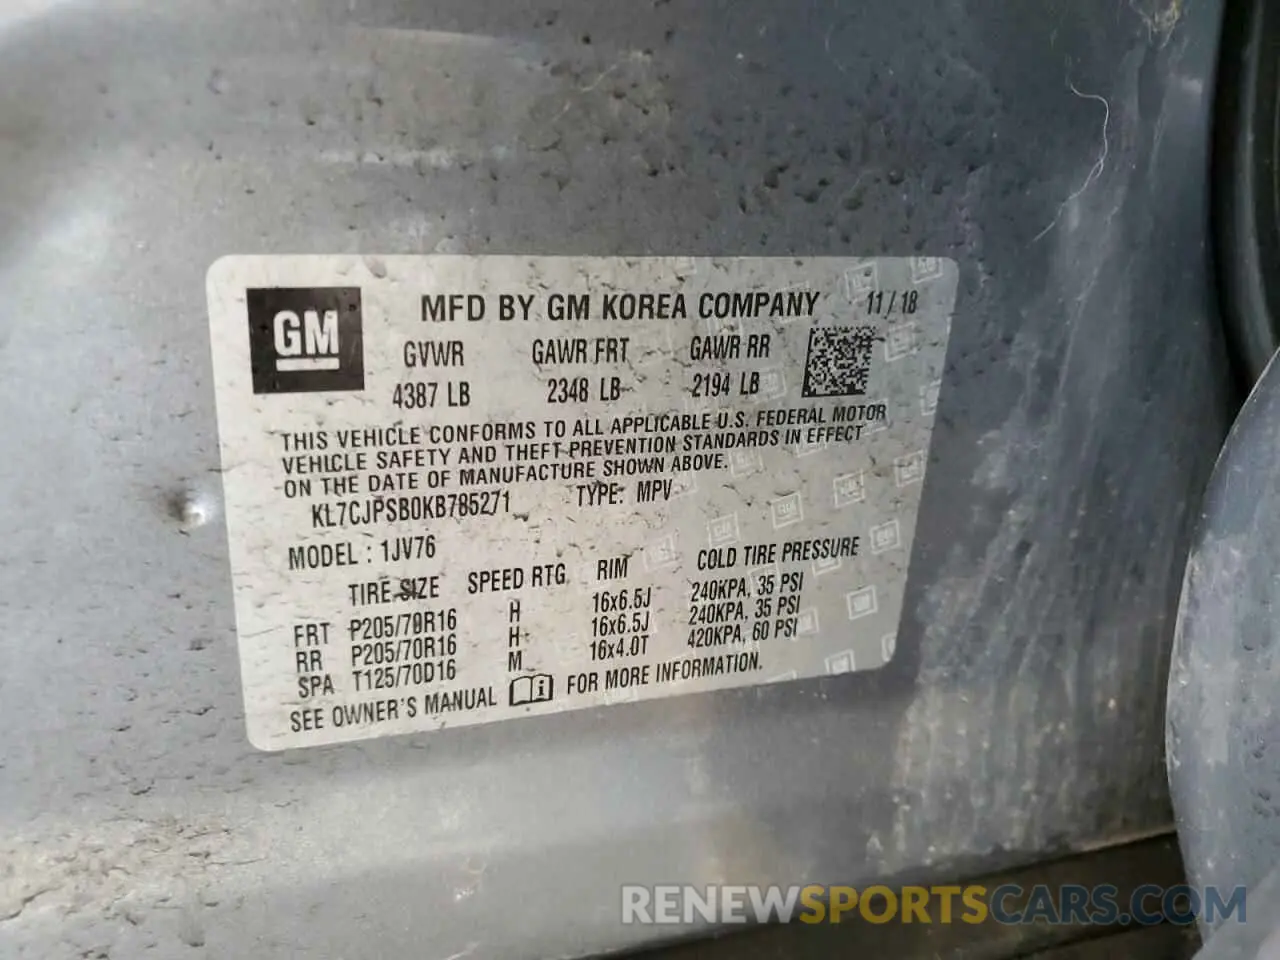 GM
MFD BY GM KOREA COMPANY 11/18
GVWR GAWR FRT GAWR RR
4387 LB 2348 LB 2194 LB
THIS VEHICLE CONFORMS TO ALL APPLICABLE U.S. FEDERAL MOTOR
VEHICLE SAFETY AND THEFT PREVENTION STANDARDS IN EFFECT
ON THE DATE OF MANUFACTURE SHOWN ABOVE.
KL7CJPSB0KB785271 TYPE: MPV
MODEL : 1JV76
TIRE SIZE SPEED RTG RIM COLD TIRE PRESSURE
FRT P205/70R16 H 16x6.5J 240KPA, 35 PSI
RR P205/70R16 H 16x6.5J 240KPA, 35 PSI
SPA T125/70D16 M 16x4.0T 420KPA, 60 PSI
SEE OWNER'S MANUAL FOR MORE INFORMATION.
RENEWSPORTSCARS.COM